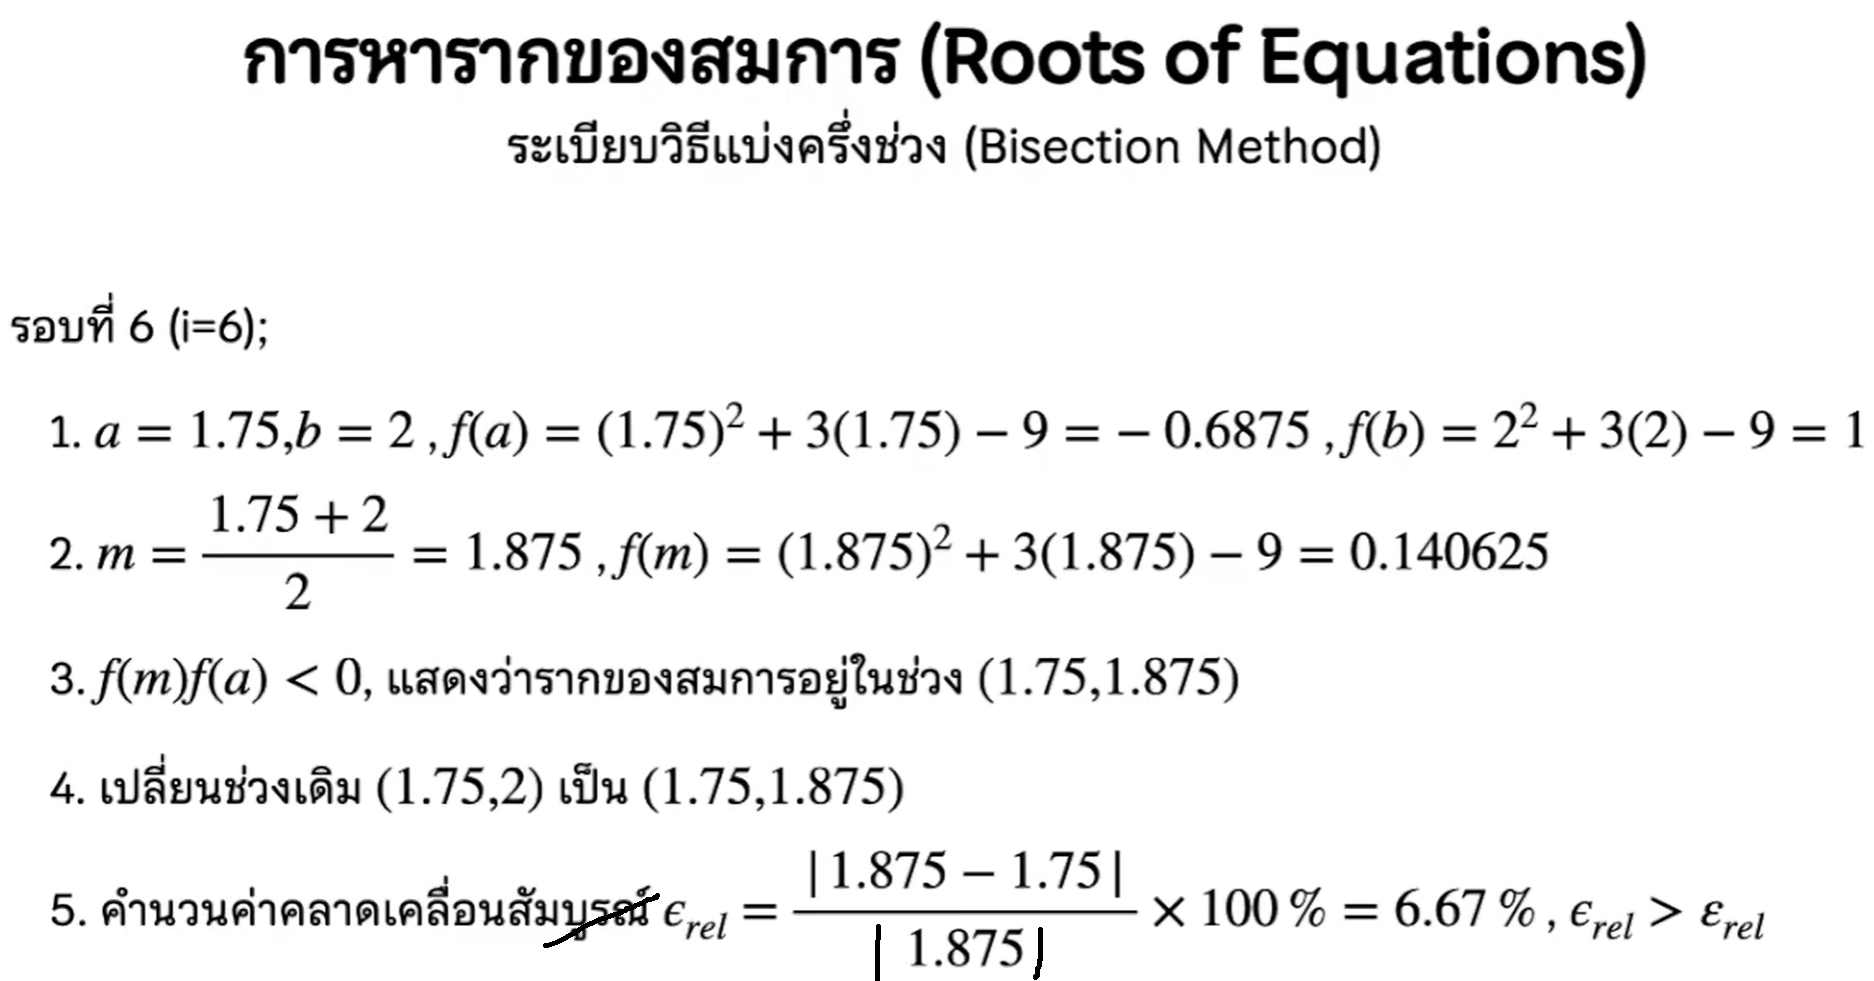 การหารากของสมการ (Roots of Equations)
ระเบียบวิธีแบ่งครึ่งช่วง (Bisection Method)
รอบที่ 6 (i=6);
1. a = 1.75,b = 2 ,f(a) = (1.75)² + 3(1.75) − 9 = − 0.6875 ,f(b) = 2² + 3(2) − 9 = 1
2. m = (1.75 + 2)/2 = 1.875 ,f(m) = (1.875)² + 3(1.875) − 9 = 0.140625
3. f(m)f(a) < 0, แสดงว่ารากของสมการอยู่ในช่วง (1.75,1.875)
4. เปลี่ยนช่วงเดิม (1.75,2) เป็น (1.75,1.875)
5. คำนวนค่าคลาดเคลื่อนสัมบูรณ์ ϵ_rel = |1.875 − 1.75|/|1.875| × 100 % = 6.67 % , ϵ_rel > ε_rel